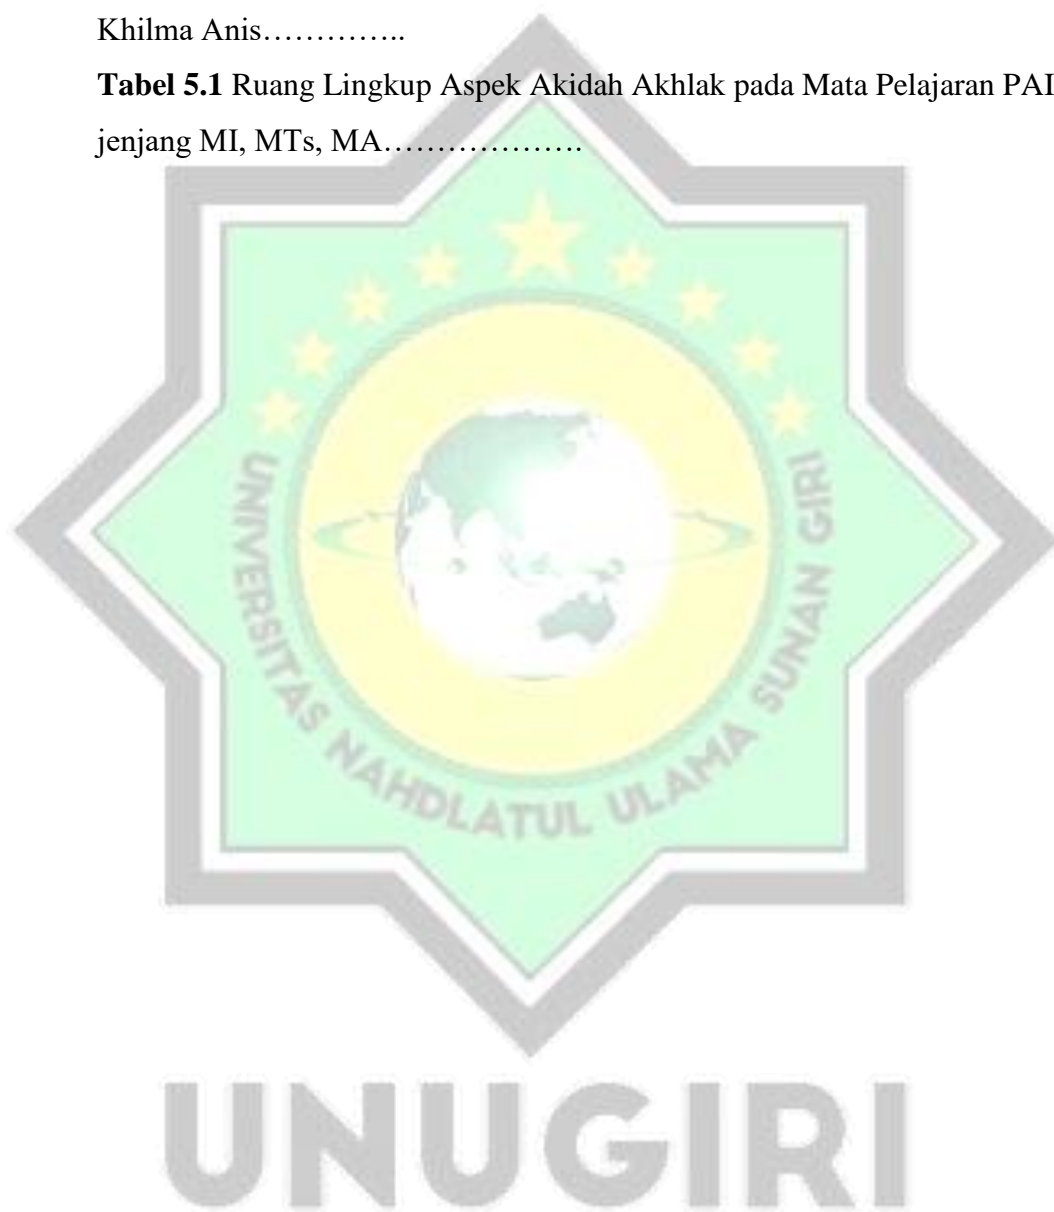 Khilma Anis…………..
Tabel 5.1 Ruang Lingkup Aspek Akidah Akhlak pada Mata Pelajaran PAI
jenjang MI, MTs, MA……………….
UNIVERSITAS NAHDLATUL ULAMA SUNAN GIRI
UNUGIRI